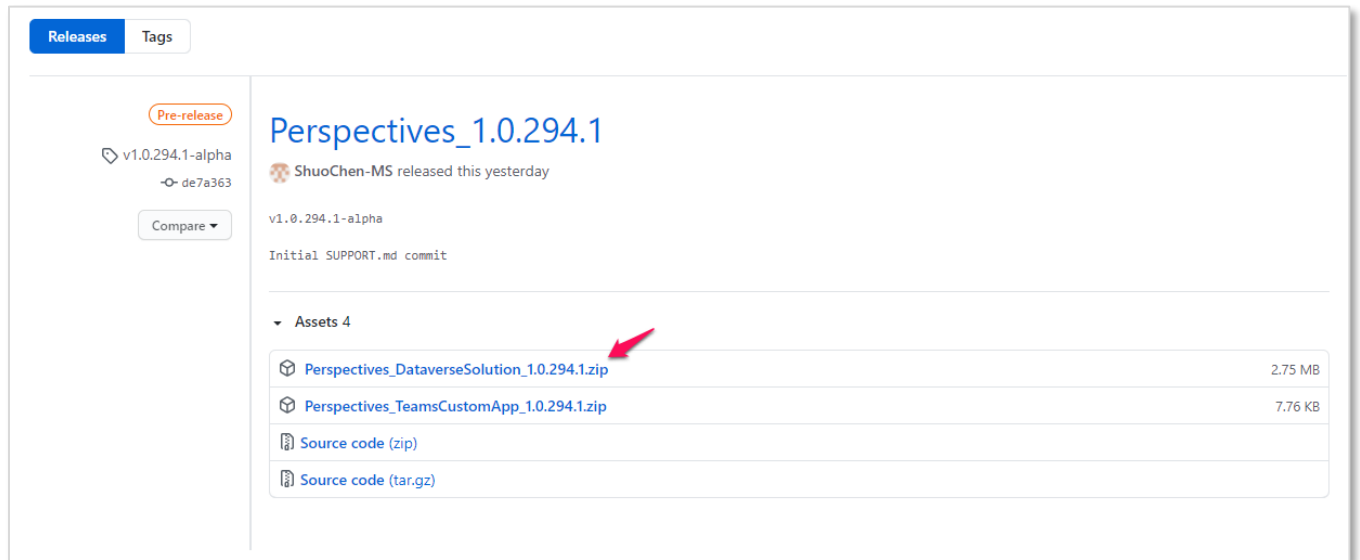 Releases
Tags
Pre-release
v1.0.294.1-alpha
de7a363
Compare
Perspectives_1.0.294.1
ShuoChen-MS released this yesterday
v1.0.294.1-alpha
Initial SUPPORT.md commit
Assets 4
Perspectives_DataverseSolution_1.0.294.1.zip 2.75 MB
Perspectives_TeamsCustomApp_1.0.294.1.zip 7.76 KB
Source code (zip)
Source code (tar.gz)